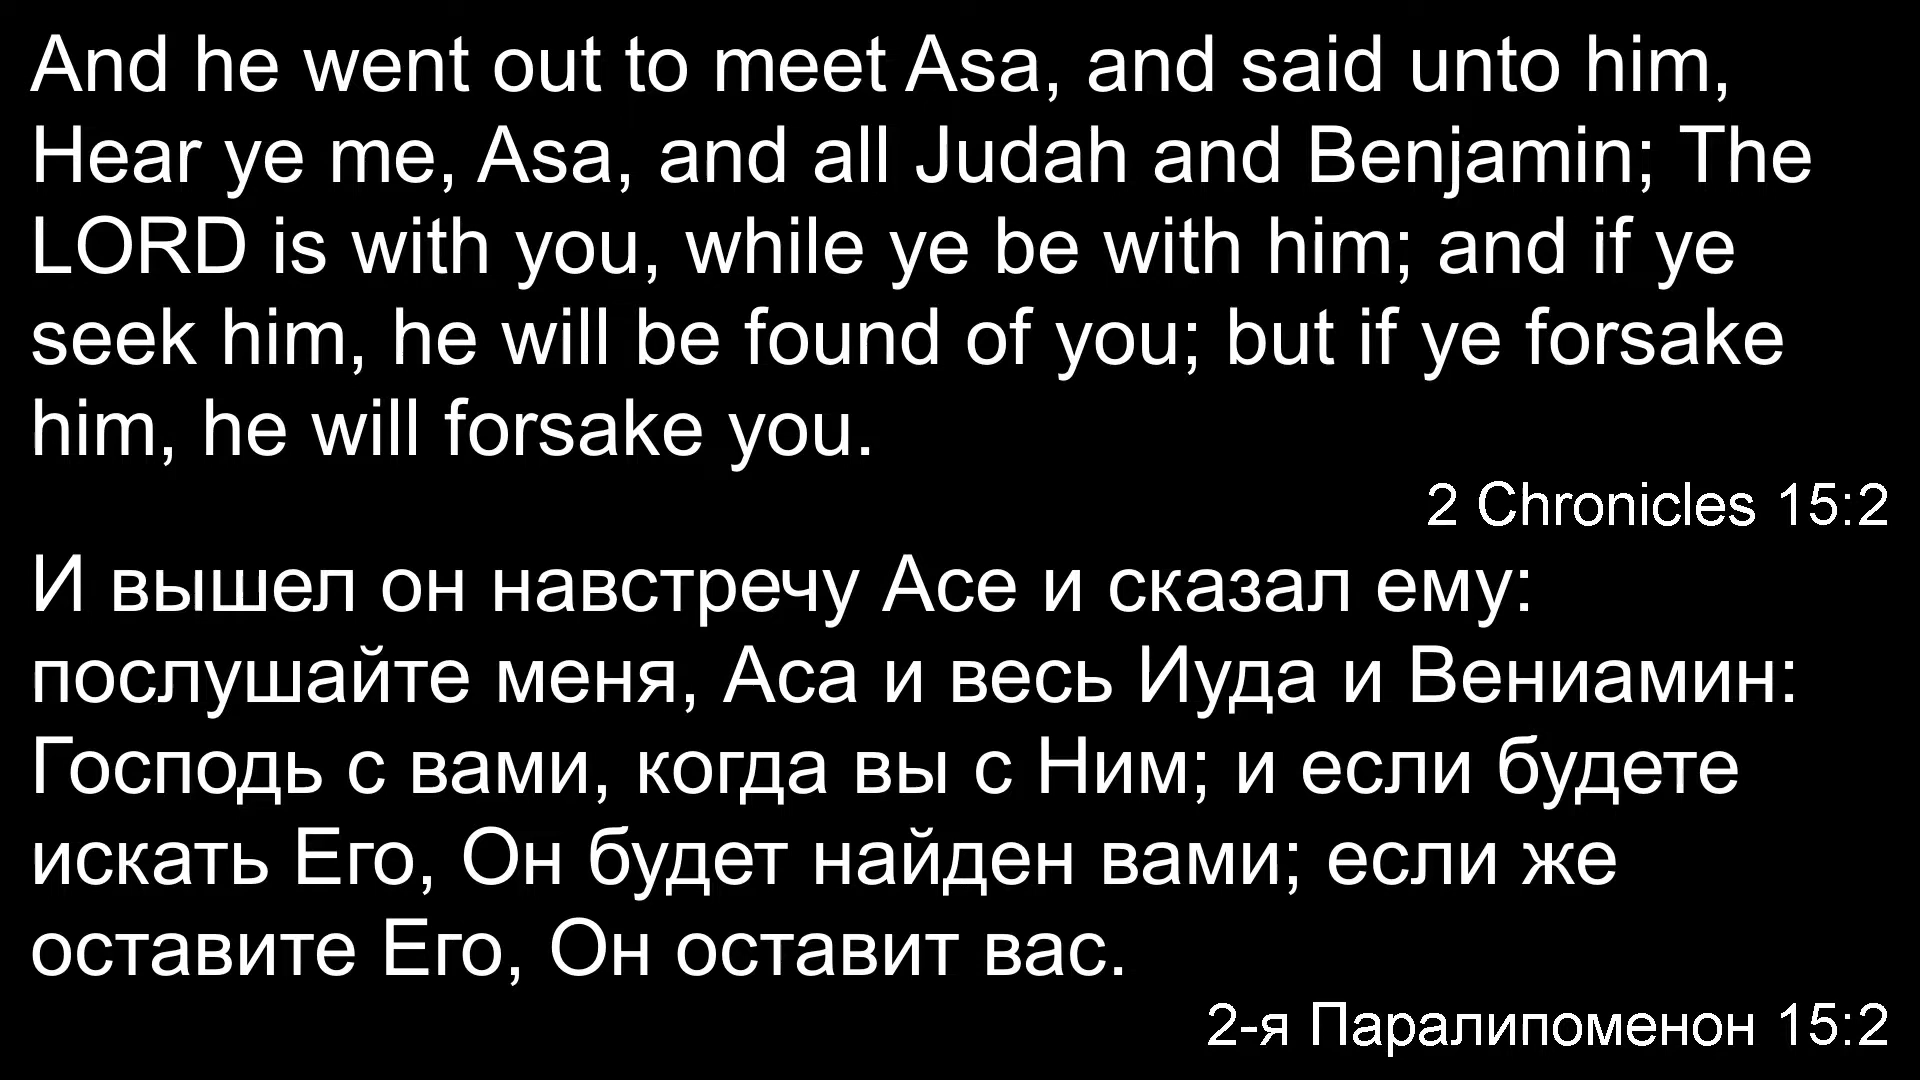 And he went out to meet Asa, and said unto him,
Hear ye me, Asa, and all Judah and Benjamin; The
LORD is with you, while ye be with him; and if ye
seek him, he will be found of you; but if ye forsake
him, he will forsake you.
2 Chronicles 15:2
И вышел он навстречу Асе и сказал ему:
послушайте меня, Аса и весь Иуда и Вениамин:
Господь с вами, когда вы с Ним; и если будете
искать Его, Он будет найден вами; если же
оставите Его, Он оставит вас.
2-я Паралипоменон 15:2